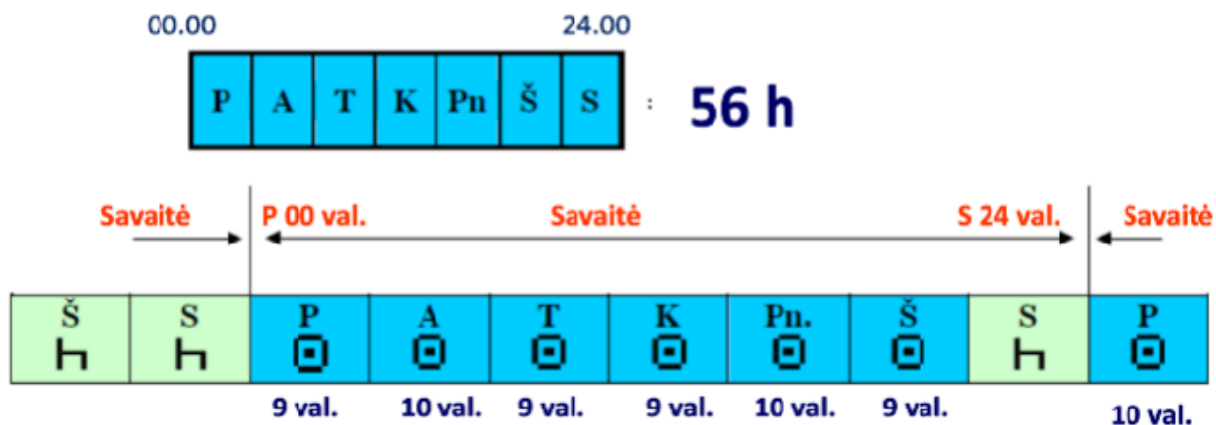 00.00 24.00
P A T K Pn Š S : 56 h
Savaitė P 00 val. Savaitė S 24 val. Savaitė
Š S P A T K Pn. Š S P
9 val. 10 val. 9 val. 9 val. 10 val. 9 val. 10 val.